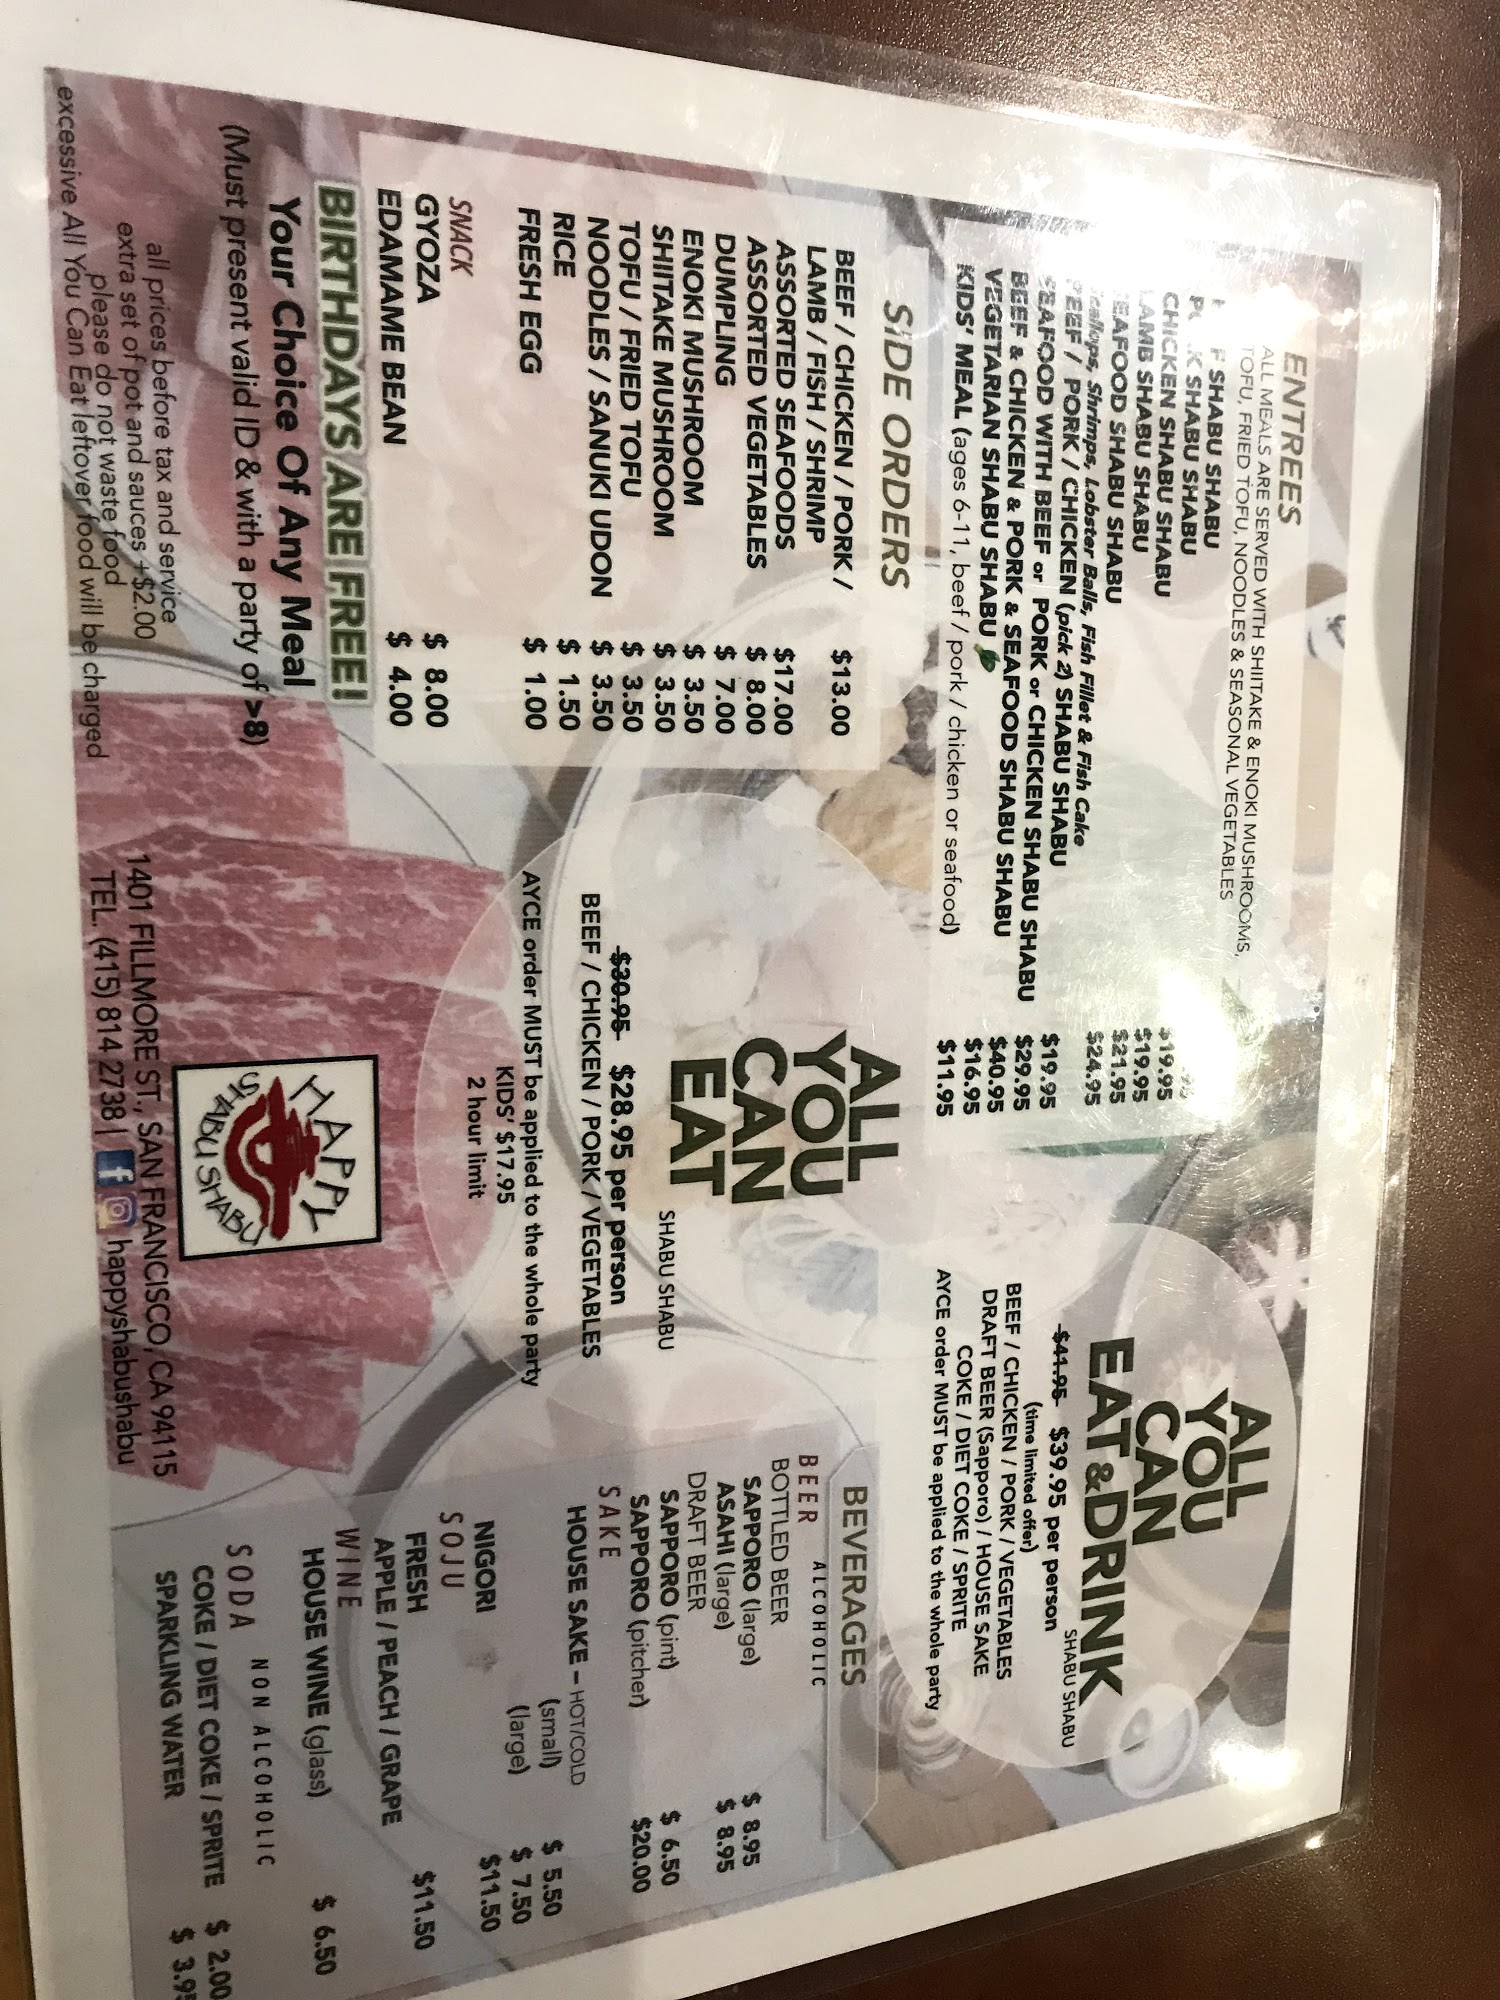 ENTREES
ALL MEALS ARE SERVED WITH SHIITAKE & ENOKI MUSHROOMS,
TOFU, FRIED TOFU, NOODLES & SEASONAL VEGETABLES
SHABU SHABU
SHABU SHABU
CHICKEN SHABU SHABU $19.95
LAMB SHABU SHABU $19.95
SEAFOOD SHABU SHABU $21.95
Scallops, Shrimps, Lobster Balls, Fish Fillet & Fish Cake $24.95
BEEF / PORK / CHICKEN (pick 2) SHABU SHABU
SEAFOOD WITH BEEF or PORK or CHICKEN SHABU SHABU $19.95
BEEF & CHICKEN & PORK & SEAFOOD SHABU SHABU $29.95
VEGETARIAN SHABU SHABU $40.95
KIDS' MEAL (ages 6-11, beef / pork / chicken or seafood) $16.95
$11.95
SIDE ORDERS
BEEF / CHICKEN / PORK / $13.00
LAMB / FISH / SHRIMP
ASSORTED SEAFOODS $17.00
ASSORTED VEGETABLES $ 8.00
DUMPLING $ 7.00
ENOKI MUSHROOM $ 3.50
SHIITAKE MUSHROOM $ 3.50
TOFU / FRIED TOFU $ 3.50
NOODLES / SANUKI UDON $ 3.50
RICE $ 1.50
FRESH EGG $ 1.00
SNACK
GYOZA $ 8.00
EDAMAME BEAN $ 4.00
BIRTHDAYS ARE FREE!
Your Choice Of Any Meal
(Must present valid ID & with a party of >8)
all prices before tax and service
extra set of pot and sauces +$2.00
please do not waste food
excessive All You Can Eat leftover food will be charged
ALL
YOU
CAN
EAT
SHABU SHABU
$30.95 $28.95 per person
BEEF / CHICKEN / PORK / VEGETABLES
AYCE order MUST be applied to the whole party
KIDS' $17.95
2 hour limit
HAPPY
SHABU SHABU
1401 FILLMORE ST., SAN FRANCISCO, CA 94115
TEL. (415) 814 2738 | f happyshabushabu
ALL
YOU
CAN
EAT & DRINK
SHABU SHABU
$41.95 $39.95 per person
(time limited offer)
BEEF / CHICKEN / PORK / VEGETABLES
DRAFT BEER (Sapporo) / HOUSE SAKE
COKE / DIET COKE / SPRITE
AYCE order MUST be applied to the whole party
BEVERAGES
ALCOHOLIC
BEER
BOTTLED BEER
SAPPORO (large) $ 8.95
ASAHI (large) $ 8.95
DRAFT BEER
SAPPORO (pint) $ 6.50
SAPPORO (pitcher) $20.00
SAKE
HOUSE SAKE – HOT/COLD
(small) $ 5.50
(large) $ 7.50
NIGORI $11.50
SOJU
FRESH $11.50
APPLE / PEACH / GRAPE
WINE
HOUSE WINE (glass) $ 6.50
NON ALCOHOLIC
SODA
COKE / DIET COKE / SPRITE $ 2.00
SPARKLING WATER $ 3.95